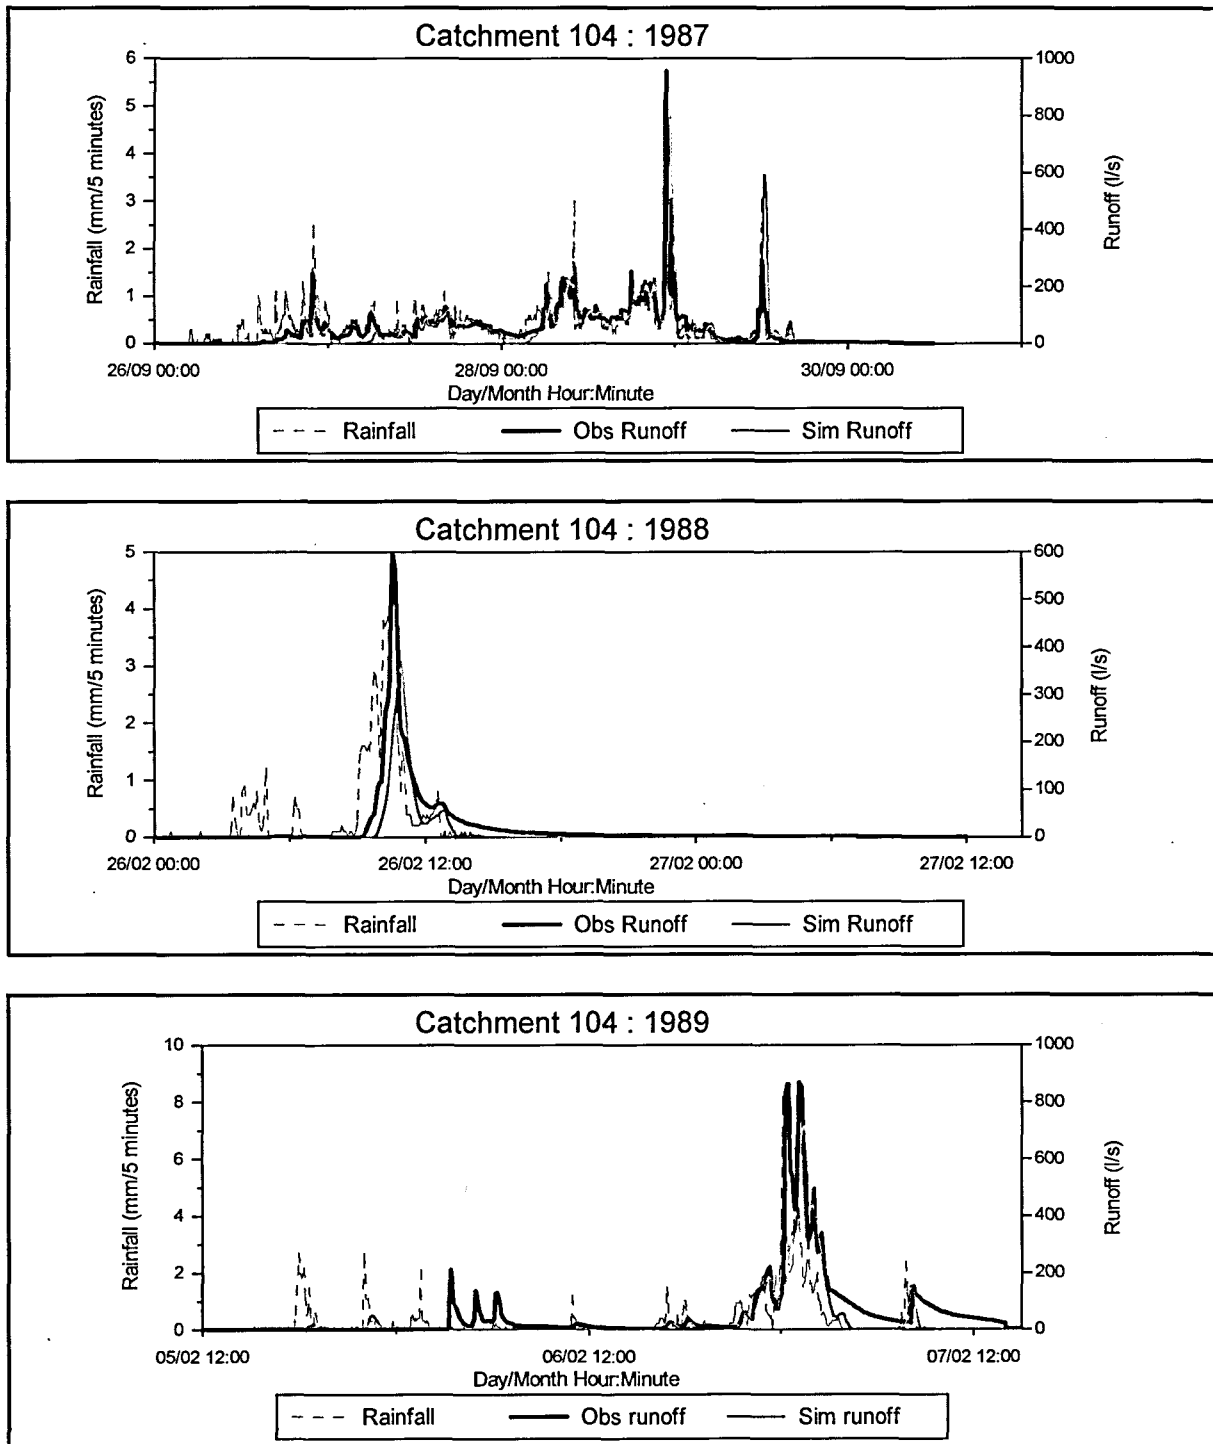 Catchment 104 : 1987
6 1000
5 800
4
3 600
2 400
1 200
0 0
Rainfall (mm/5 minutes)
Runoff (l/s)
26/09 00:00 28/09 00:00 30/09 00:00
Day/Month Hour:Minute
Rainfall Obs Runoff Sim Runoff
Catchment 104 : 1988
5 600
4 500
3 400
2 300
1 200
0 100
0
Rainfall (mm/5 minutes)
Runoff (l/s)
26/02 00:00 26/02 12:00 27/02 00:00 27/02 12:00
Day/Month Hour:Minute
Rainfall Obs Runoff Sim Runoff
Catchment 104 : 1989
10 1000
8 800
6 600
4 400
2 200
0 0
Rainfall (mm/5 minutes)
Runoff (l/s)
05/02 12:00 06/02 12:00 07/02 12:00
Day/Month Hour:Minute
Rainfall Obs runoff Sim runoff